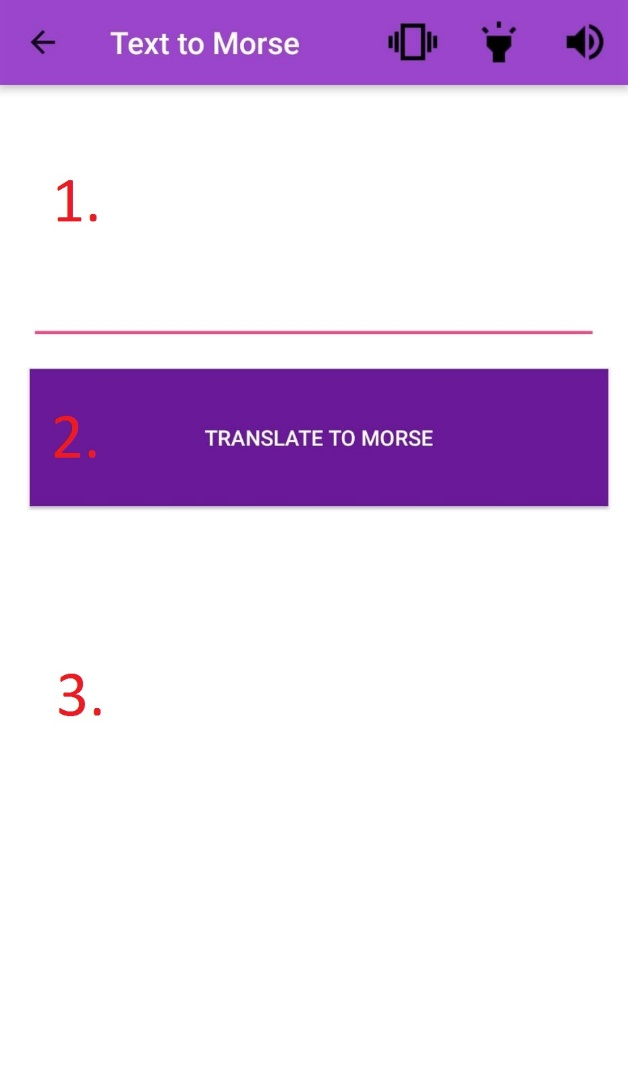 Text to Morse
1.
2. TRANSLATE TO MORSE
3.